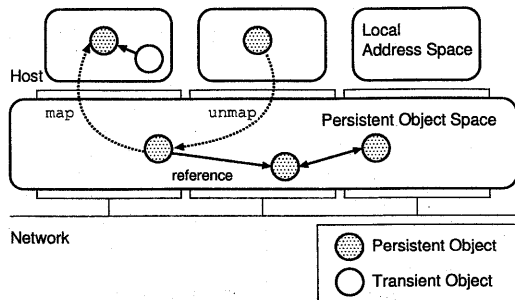 Local
Address Space
Host
map
unmap
Persistent Object Space
reference
Network
Persistent Object
Transient Object